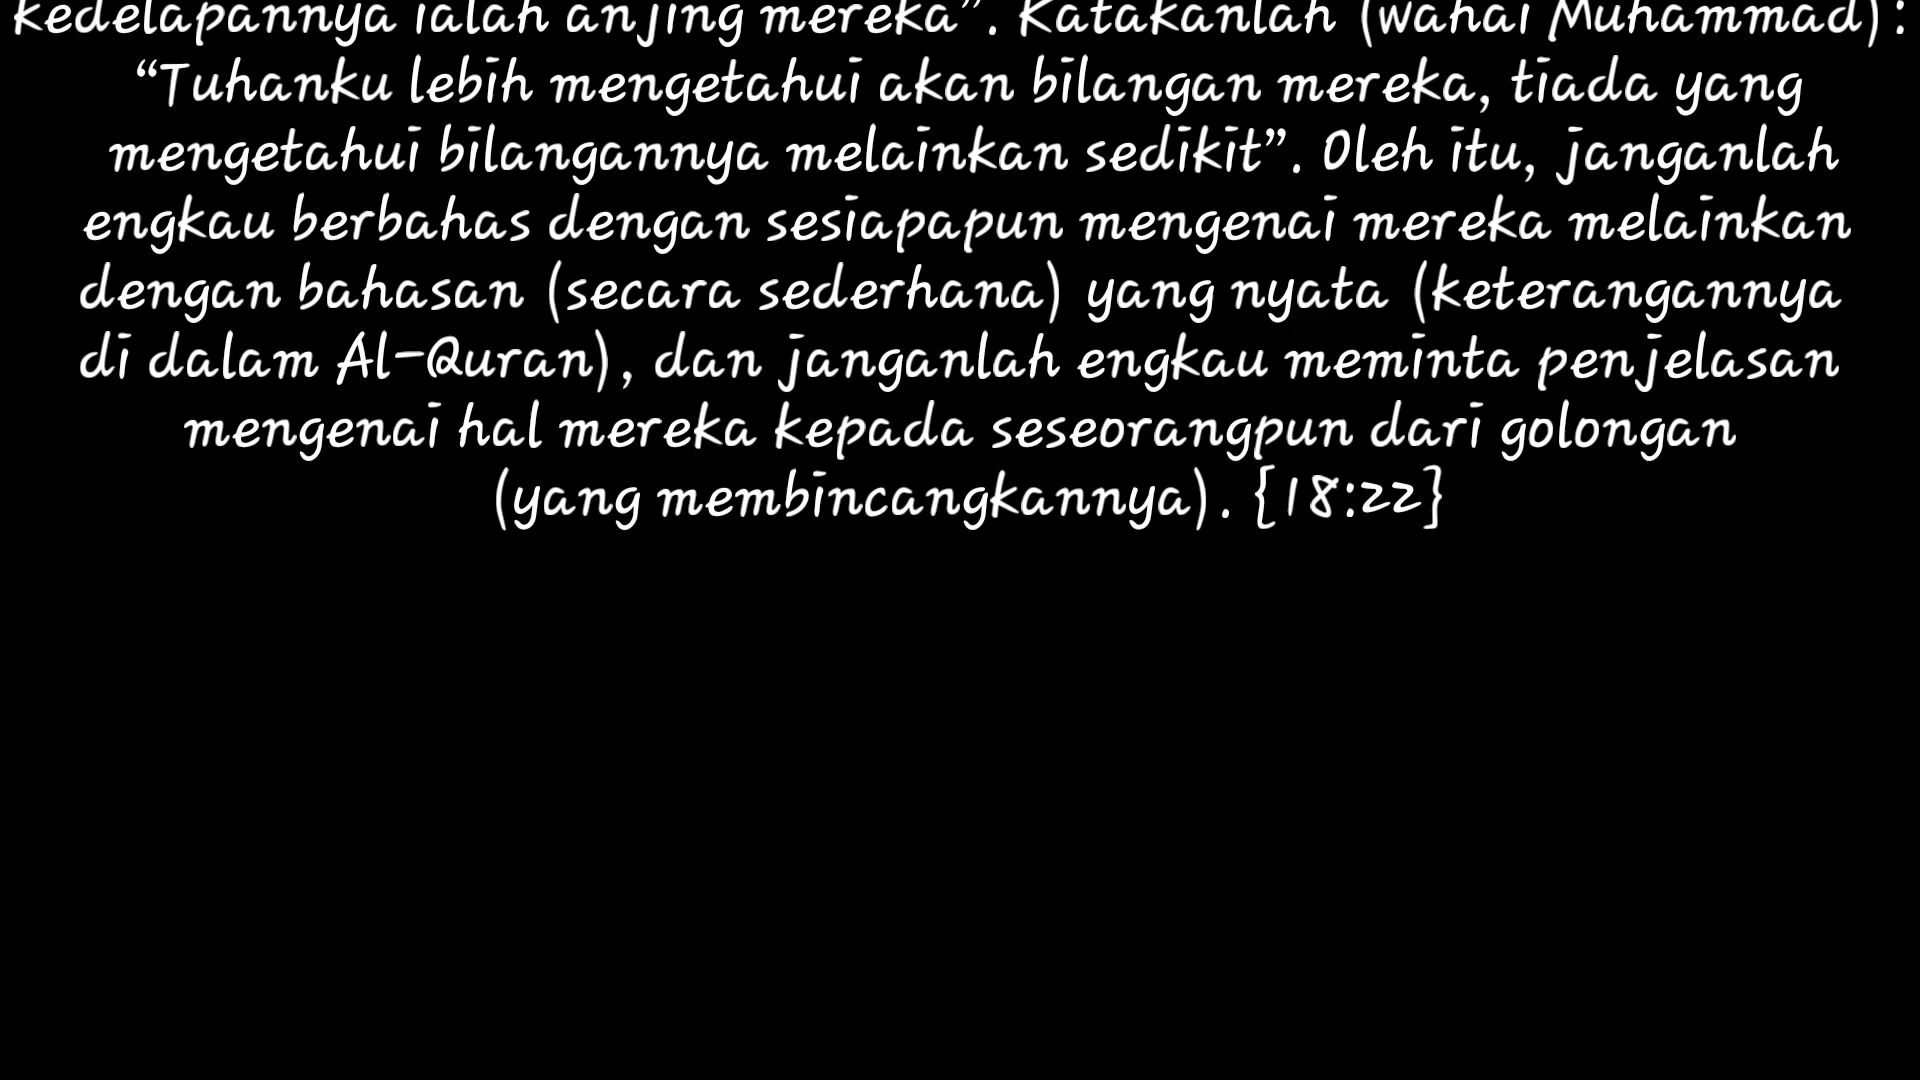 kedelapannya ialah anjing mereka”. Katakanlah (wahai Muhammad):
“Tuhanku lebih mengetahui akan bilangan mereka, tiada yang
mengetahui bilangannya melainkan sedikit”. Oleh itu, janganlah
engkau berbahas dengan sesiapapun mengenai mereka melainkan
dengan bahasan (secara sederhana) yang nyata (keterangannya
di dalam Al-Quran), dan janganlah engkau meminta penjelasan
mengenai hal mereka kepada seseorangpun dari golongan
(yang membincangkannya). {18:22}